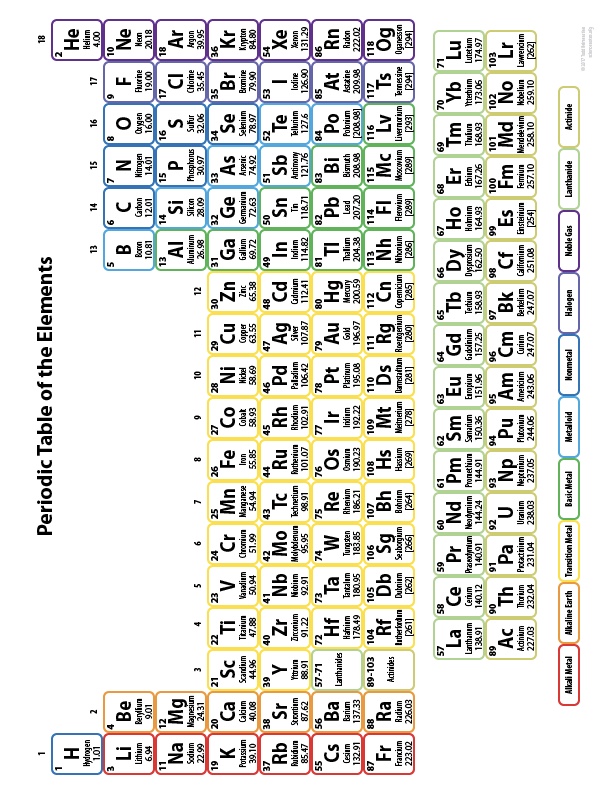 Periodic Table of the Elements
1
18
2
13
14
15
16
17
1
H
Hydrogen
1.01
2
He
Helium
4.00
3
Li
Lithium
6.94
4
Be
Beryllium
9.01
5
B
Boron
10.81
6
C
Carbon
12.01
7
N
Nitrogen
14.01
8
O
Oxygen
16.00
9
F
Fluorine
19.00
10
Ne
Neon
20.18
11
Na
Sodium
22.99
12
Mg
Magnesium
24.31
3
4
5
6
7
8
9
10
11
12
13
Al
Aluminum
26.98
14
Si
Silicon
28.09
15
P
Phosphorus
30.97
16
S
Sulfur
32.06
17
Cl
Chlorine
35.45
18
Ar
Argon
39.95
19
K
Potassium
39.10
20
Ca
Calcium
40.08
21
Sc
Scandium
44.96
22
Ti
Titanium
47.88
23
V
Vanadium
50.94
24
Cr
Chromium
51.99
25
Mn
Manganese
54.94
26
Fe
Iron
55.85
27
Co
Cobalt
58.93
28
Ni
Nickel
58.69
29
Cu
Copper
63.55
30
Zn
Zinc
65.38
31
Ga
Gallium
69.72
32
Ge
Germanium
72.63
33
As
Arsenic
74.92
34
Se
Selenium
78.97
35
Br
Bromine
79.90
36
Kr
Krypton
84.80
37
Rb
Rubidium
85.47
38
Sr
Strontium
87.62
39
Y
Yttrium
88.91
40
Zr
Zirconium
91.22
41
Nb
Niobium
92.91
42
Mo
Molybdenum
95.95
43
Tc
Technetium
98.91
44
Ru
Ruthenium
101.07
45
Rh
Rhodium
102.91
46
Pd
Palladium
106.42
47
Ag
Silver
107.87
48
Cd
Cadmium
112.41
49
In
Indium
114.82
50
Sn
Tin
118.71
51
Sb
Antimony
121.76
52
Te
Tellurium
127.6
53
I
Iodine
126.90
54
Xe
Xenon
131.29
55
Cs
Cesium
132.91
56
Ba
Barium
137.33
57-71
Lanthanides
72
Hf
Hafnium
178.49
73
Ta
Tantalum
180.95
74
W
Tungsten
183.85
75
Re
Rhenium
186.21
76
Os
Osmium
190.23
77
Ir
Iridium
192.22
78
Pt
Platinum
195.08
79
Au
Gold
196.97
80
Hg
Mercury
200.59
81
Tl
Thallium
204.38
82
Pb
Lead
207.20
83
Bi
Bismuth
208.98
84
Po
Polonium
[208.98]
85
At
Astatine
209.98
86
Rn
Radon
222.02
87
Fr
Francium
223.02
88
Ra
Radium
226.03
89-103
Actinides
104
Rf
Rutherfordium
[261]
105
Db
Dubnium
[262]
106
Sg
Seaborgium
[266]
107
Bh
Bohrium
[264]
108
Hs
Hassium
[269]
109
Mt
Meitnerium
[278]
110
Ds
Darmstadtium
[281]
111
Rg
Roentgenium
[280]
112
Cn
Copernicium
[285]
113
Nh
Nihonium
[286]
114
Fl
Flerovium
[289]
115
Mc
Moscovium
[289]
116
Lv
Livermorium
[293]
117
Ts
Tennessine
[294]
118
Og
Oganesson
[294]
57
La
Lanthanum
138.91
58
Ce
Cerium
140.12
59
Pr
Praseodymium
140.91
60
Nd
Neodymium
144.24
61
Pm
Promethium
144.91
62
Sm
Samarium
150.36
63
Eu
Europium
151.96
64
Gd
Gadolinium
157.25
65
Tb
Terbium
158.93
66
Dy
Dysprosium
162.50
67
Ho
Holmium
164.93
68
Er
Erbium
167.26
69
Tm
Thulium
168.93
70
Yb
Ytterbium
173.06
71
Lu
Lutetium
174.97
89
Ac
Actinium
227.03
90
Th
Thorium
232.04
91
Pa
Protactinium
231.04
92
U
Uranium
238.03
93
Np
Neptunium
237.05
94
Pu
Plutonium
244.06
95
Am
Americium
243.06
96
Cm
Curium
247.07
97
Bk
Berkelium
247.07
98
Cf
Californium
251.08
99
Es
Einsteinium
[254]
100
Fm
Fermium
257.10
101
Md
Mendelevium
258.10
102
No
Nobelium
259.10
103
Lr
Lawrencium
[262]
Alkali Metal
Alkaline Earth
Transition Metal
Basic Metal
Metalloid
Nonmetal
Halogen
Noble Gas
Lanthanide
Actinide